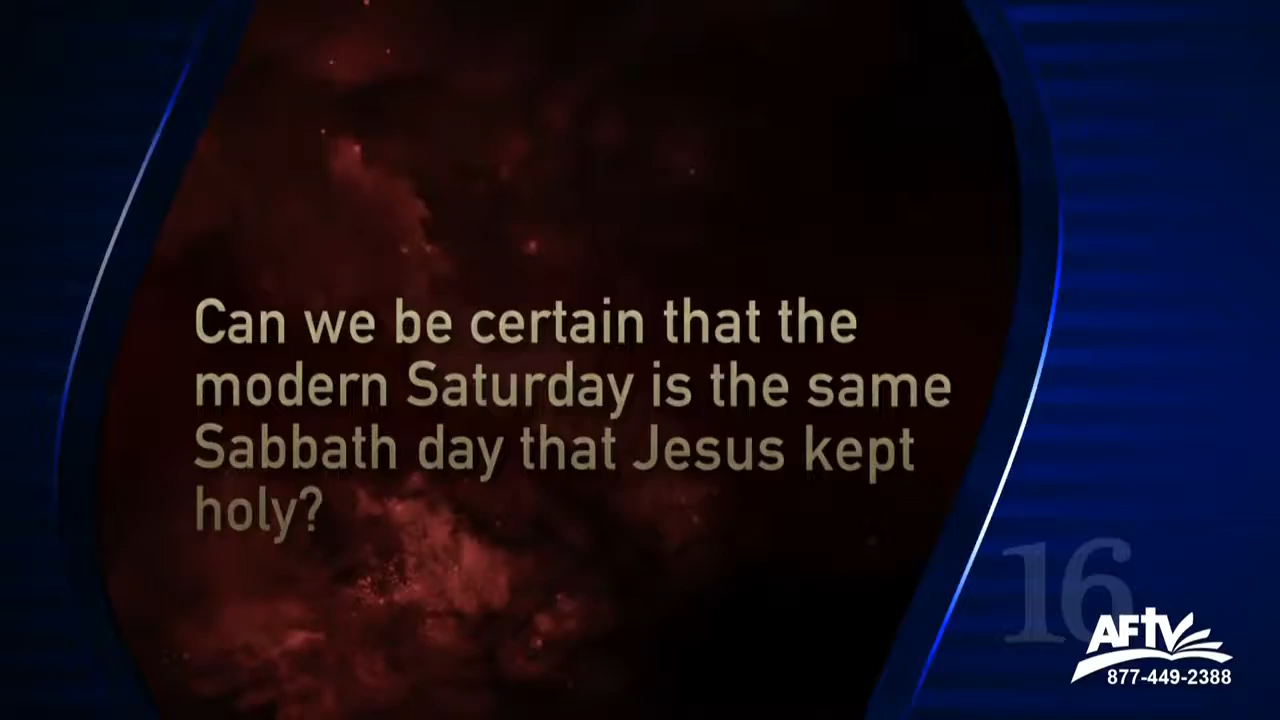 Can we be certain that the
modern Saturday is the same
Sabbath day that Jesus kept
holy?
16
AFTV
877-449-2388